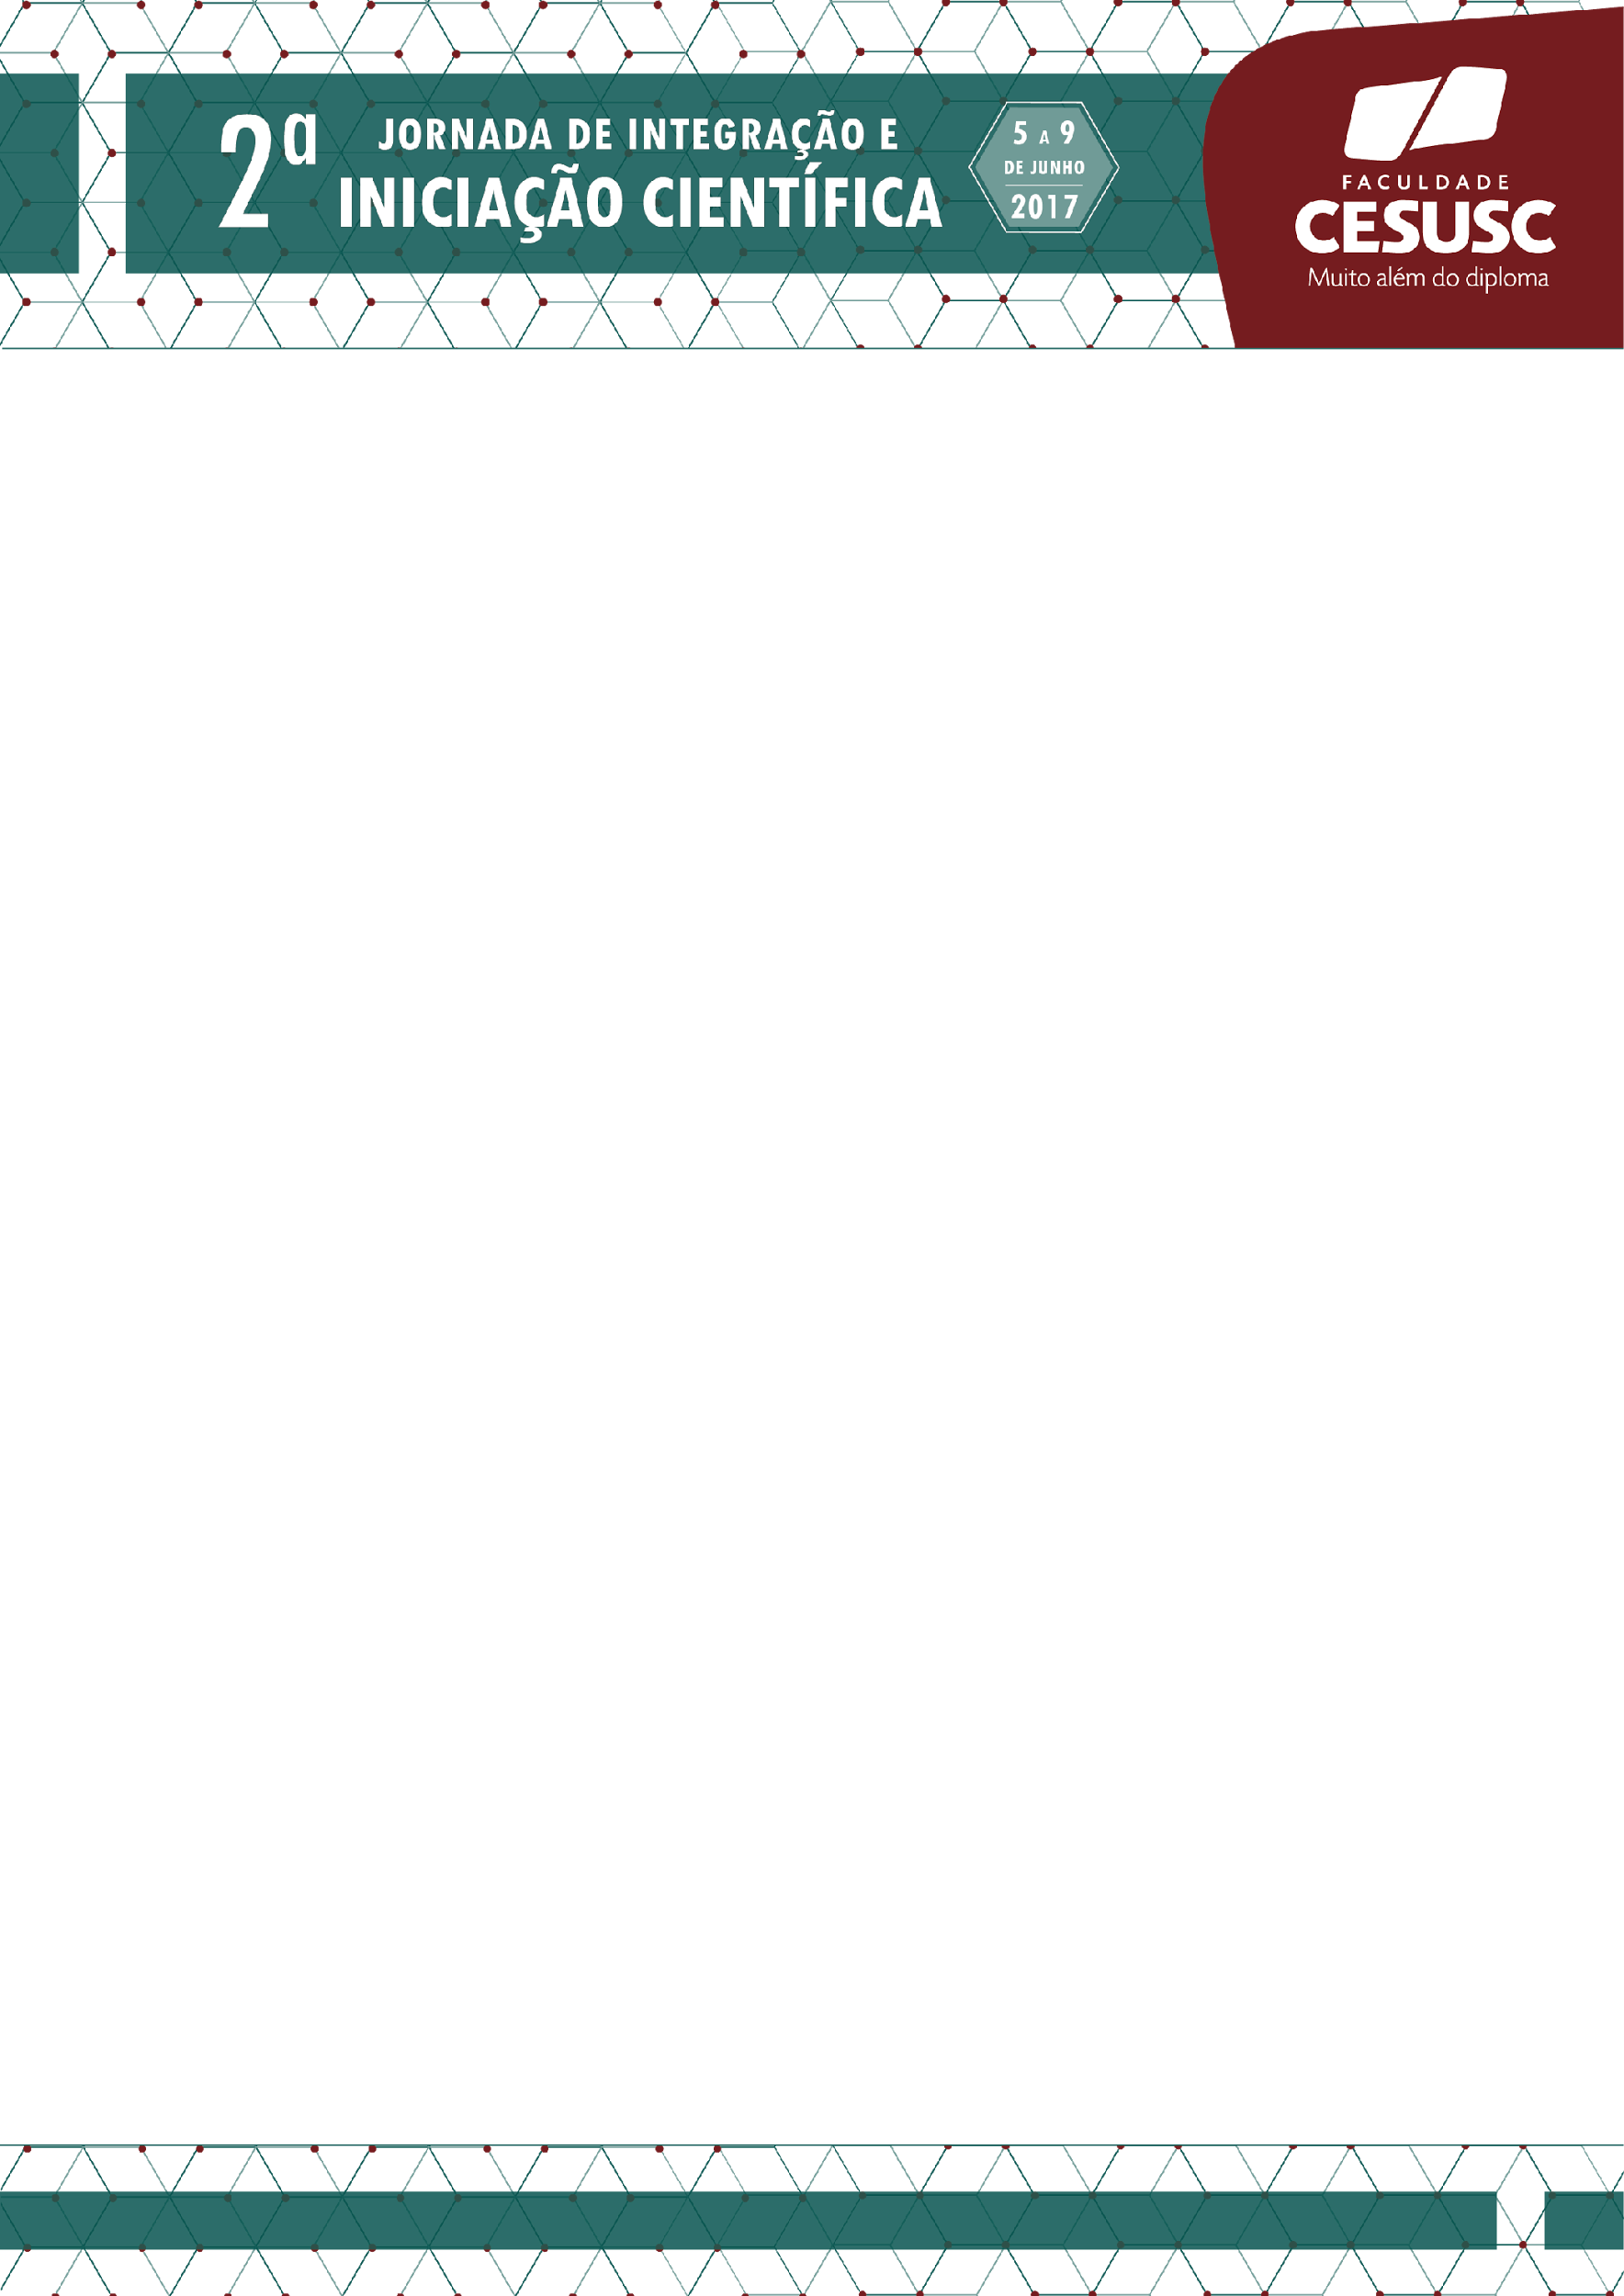 2ª
JORNADA DE INTEGRAÇÃO E
INICIAÇÃO CIENTÍFICA
5 A 9
DE JUNHO
2017
FACULDADE
CESUSC
Muito além do diploma